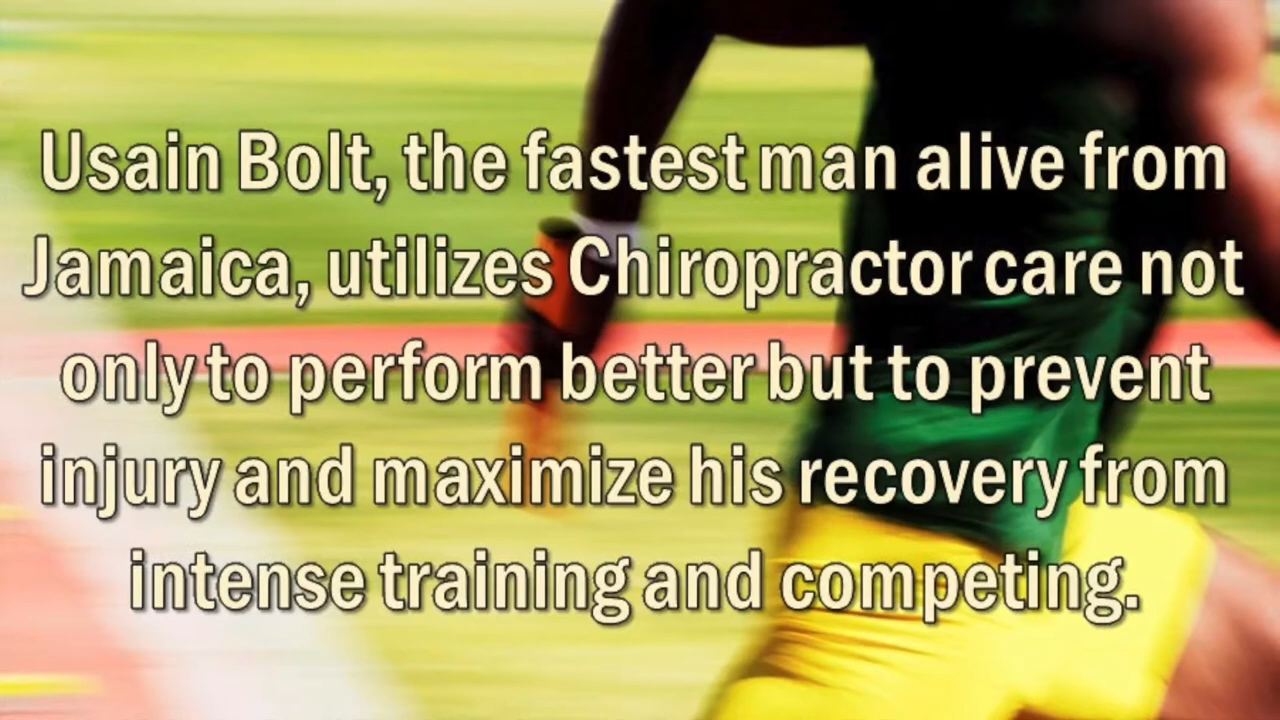 Usain Bolt, the fastest man alive from
Jamaica, utilizes Chiropractor care not
only to perform better but to prevent
injury and maximize his recovery from
intense training and competing.